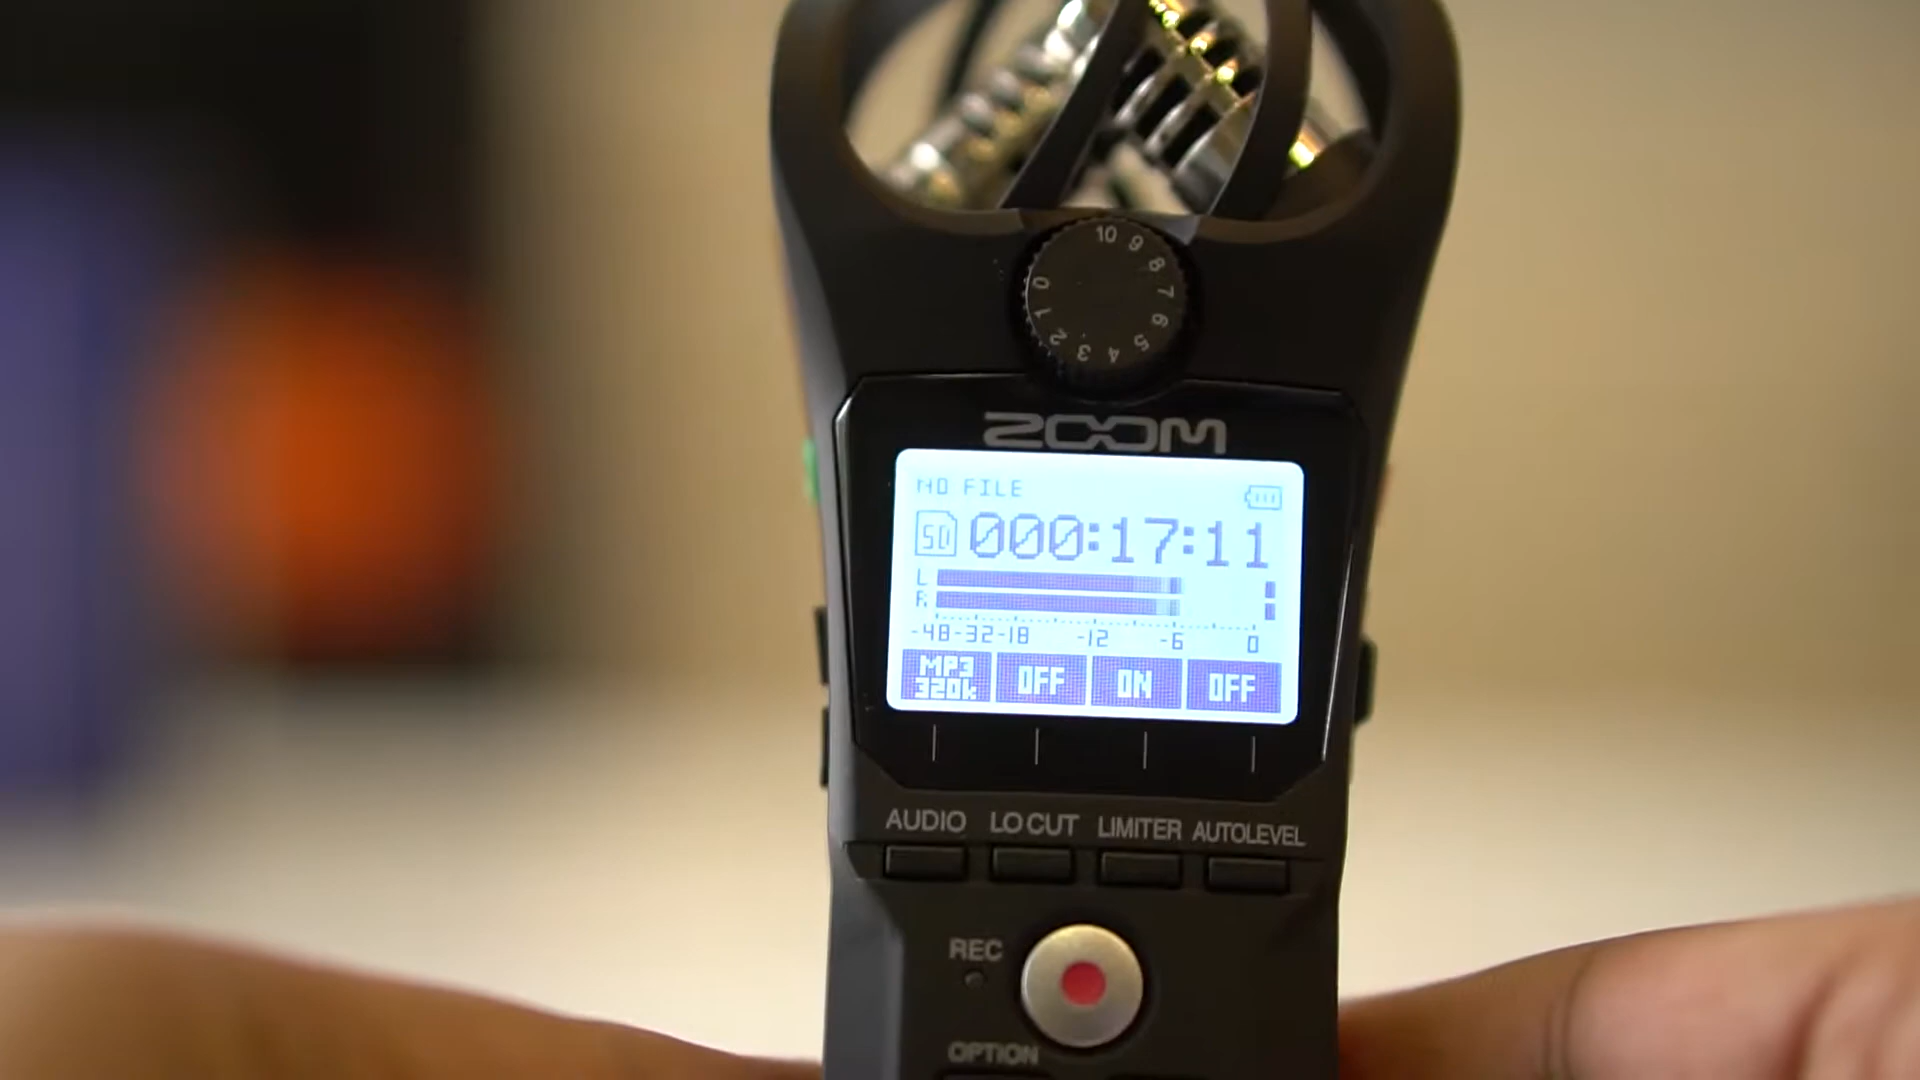 10 9 8 7 6 5 4 3 2 1 0
ZOOM
NO FILE
SD 000:17:11
L
R
-48-32-18 -12 -6 0
MP3 320k OFF ON OFF
AUDIO LO CUT LIMITER AUTOLEVEL
REC
OPTION